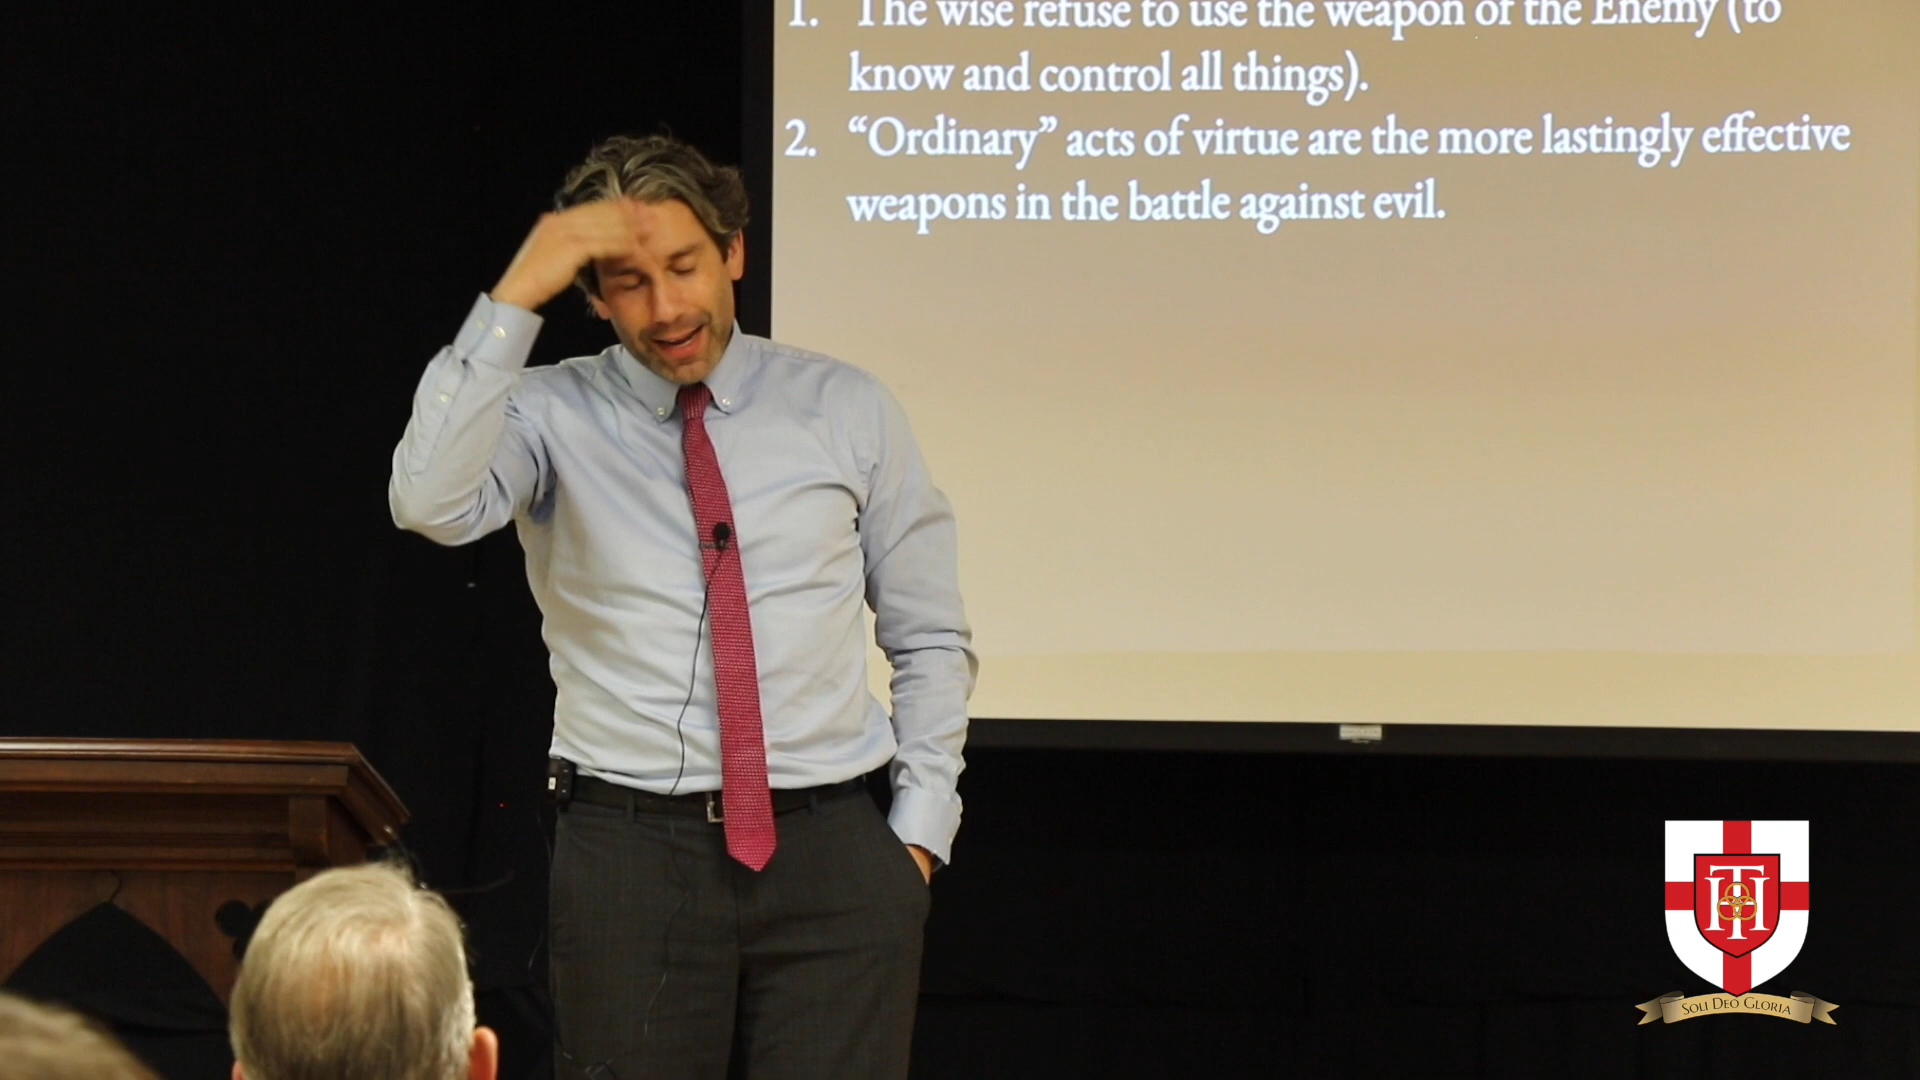 1. The wise refuse to use the weapon of the Enemy (to
know and control all things).
2. “Ordinary” acts of virtue are the more lastingly effective
weapons in the battle against evil.
TH
SOLI DEO GLORIA